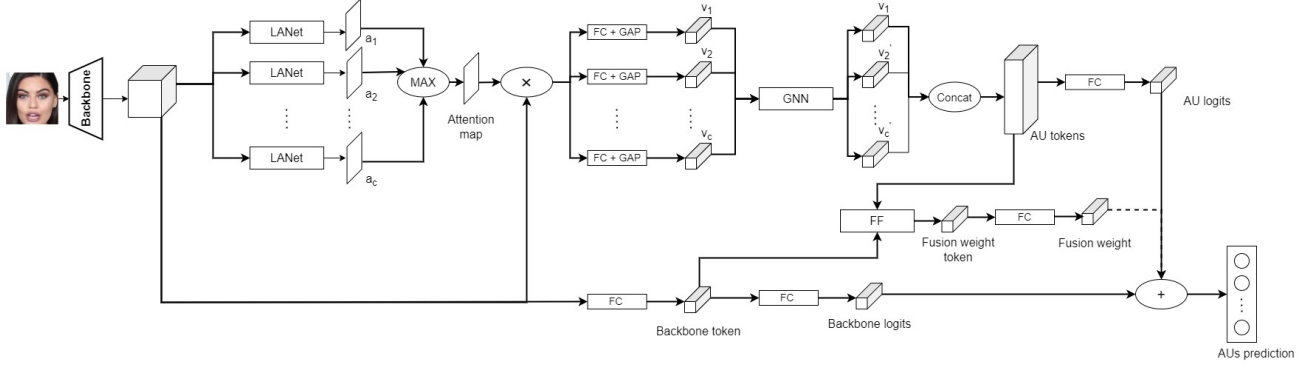 Backbone
LANet
a1
LANet
a2
LANet
ac
MAX
Attention
map
×
FC + GAP
v1
FC + GAP
v2
FC + GAP
vc
GNN
v1'
v2'
vc'
Concat
AU tokens
FC
AU logits
FF
Fusion weight
token
FC
Fusion weight
FC
Backbone token
FC
Backbone logits
+
AUs prediction